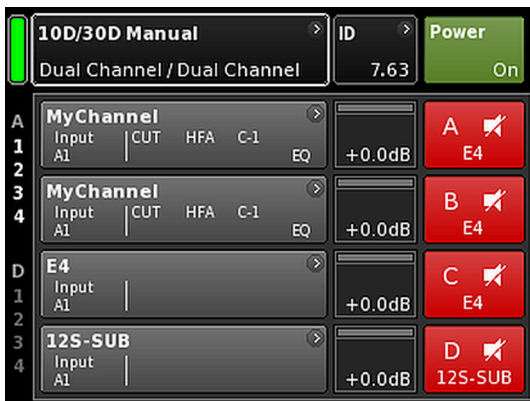 10D/30D Manual
Dual Channel / Dual Channel
ID
7.63
Power
On
A
1
2
3
4
D
1
2
3
4
MyChannel
Input CUT HFA C-1
A1 EQ
+0.0dB
A
E4
MyChannel
Input CUT HFA C-1
A1 EQ
+0.0dB
B
E4
E4
Input
A1
+0.0dB
C
E4
12S-SUB
Input
A1
+0.0dB
D
12S-SUB